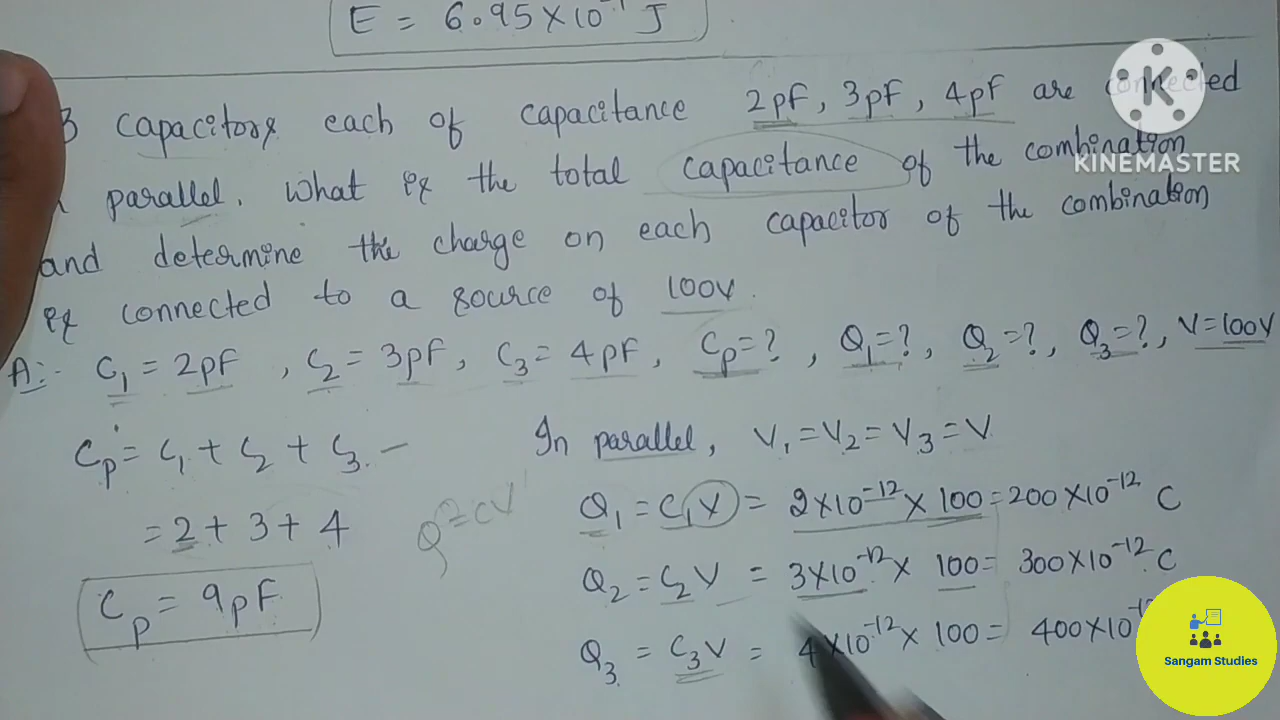 E = 6.95×10⁻¹ J
3 capacitors each of capacitance 2pF, 3pF, 4pF are connected
KINEMASTER
parallel. What is the total capacitance of the combination
and determine the charge on each capacitor of the combination
is connected to a source of 100V.
A:- C₁ = 2pF, C₂ = 3pF, C₃ = 4pF, Cp=?, Q₁=?, Q₂=?, Q₃=?, V=100V
Cp = C₁ + C₂ + C₃ –
= 2 + 3 + 4
Cp = 9pF
Q = CV
In parallel, V₁ = V₂ = V₃ = V
Q₁ = C₁V = 2×10⁻¹² × 100 = 200×10⁻¹² C
Q₂ = C₂V = 3×10⁻¹² × 100 = 300×10⁻¹² C
Q₃ = C₃V = 4×10⁻¹² × 100 = 400×10⁻¹
Sangam Studies